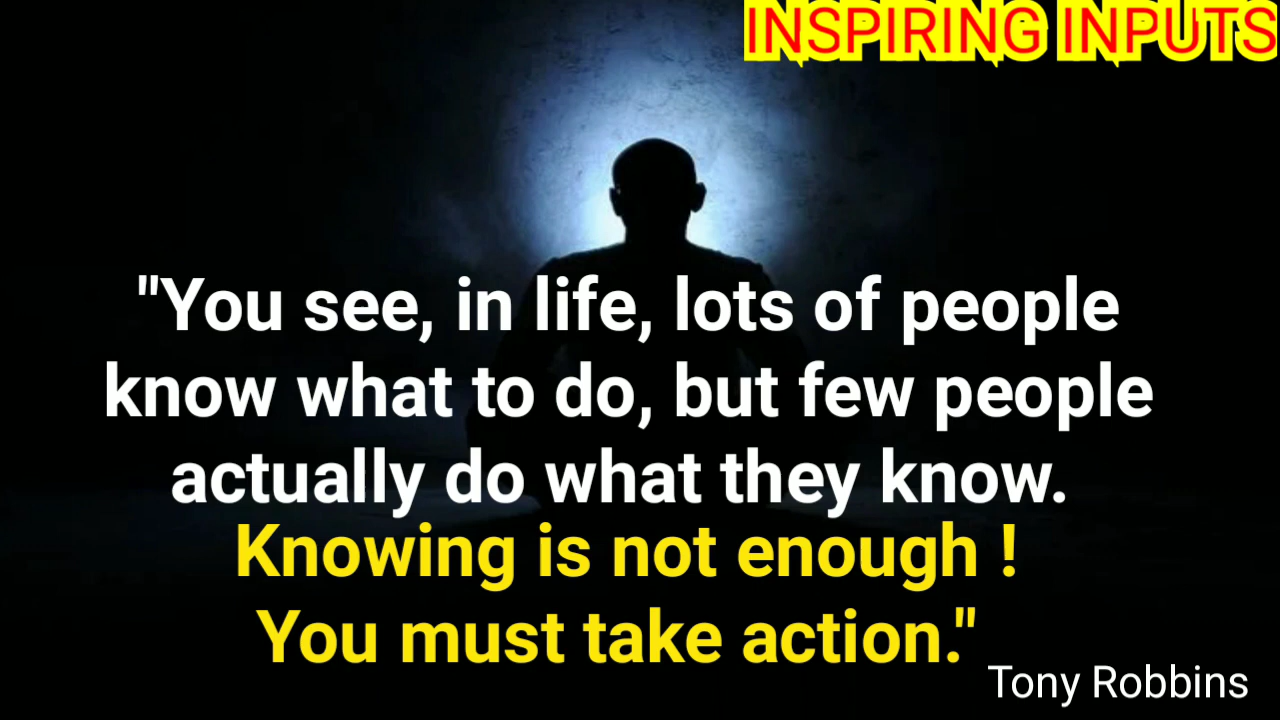 INSPIRING INPUTS
"You see, in life, lots of people
know what to do, but few people
actually do what they know.
Knowing is not enough !
You must take action."
Tony Robbins